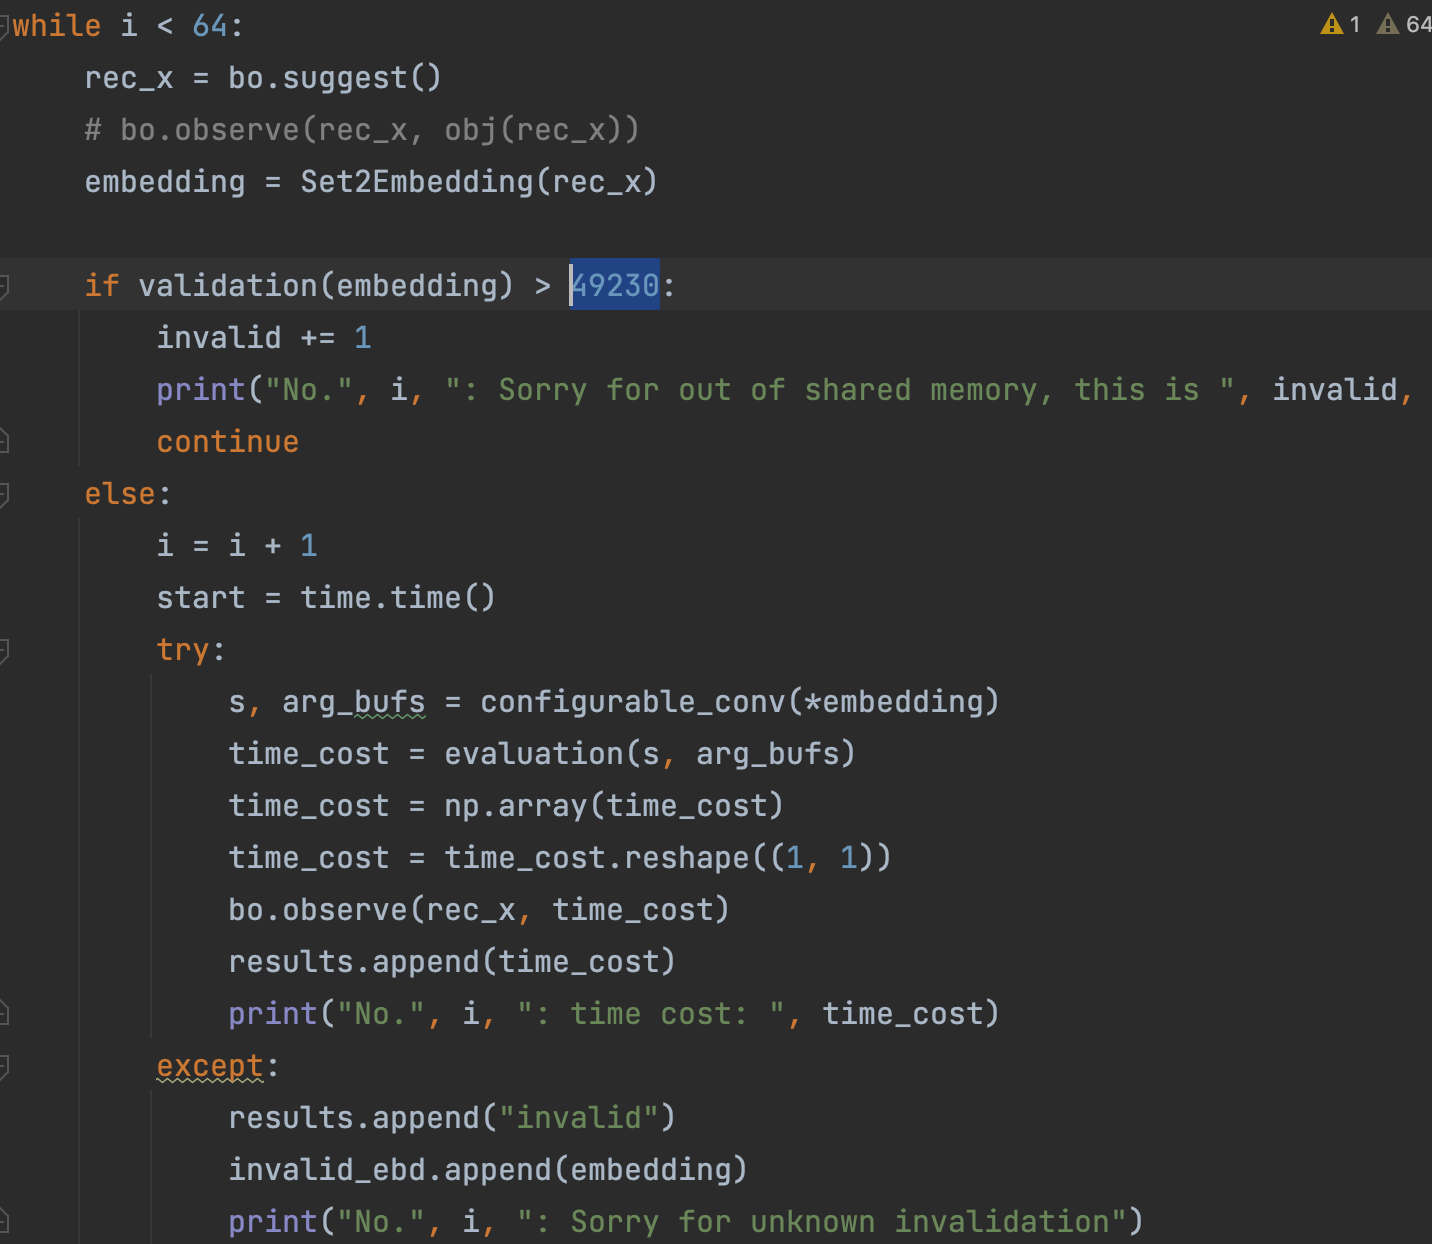 while i < 64:
⚠ 1 ⚠ 64
    rec_x = bo.suggest()
    # bo.observe(rec_x, obj(rec_x))
    embedding = Set2Embedding(rec_x)

    if validation(embedding) > 49230:
        invalid += 1
        print("No.", i, ": Sorry for out of shared memory, this is ", invalid,
        continue
    else:
        i = i + 1
        start = time.time()
        try:
            s, arg_bufs = configurable_conv(*embedding)
            time_cost = evaluation(s, arg_bufs)
            time_cost = np.array(time_cost)
            time_cost = time_cost.reshape((1, 1))
            bo.observe(rec_x, time_cost)
            results.append(time_cost)
            print("No.", i, ": time cost: ", time_cost)
        except:
            results.append("invalid")
            invalid_ebd.append(embedding)
            print("No.", i, ": Sorry for unknown invalidation")